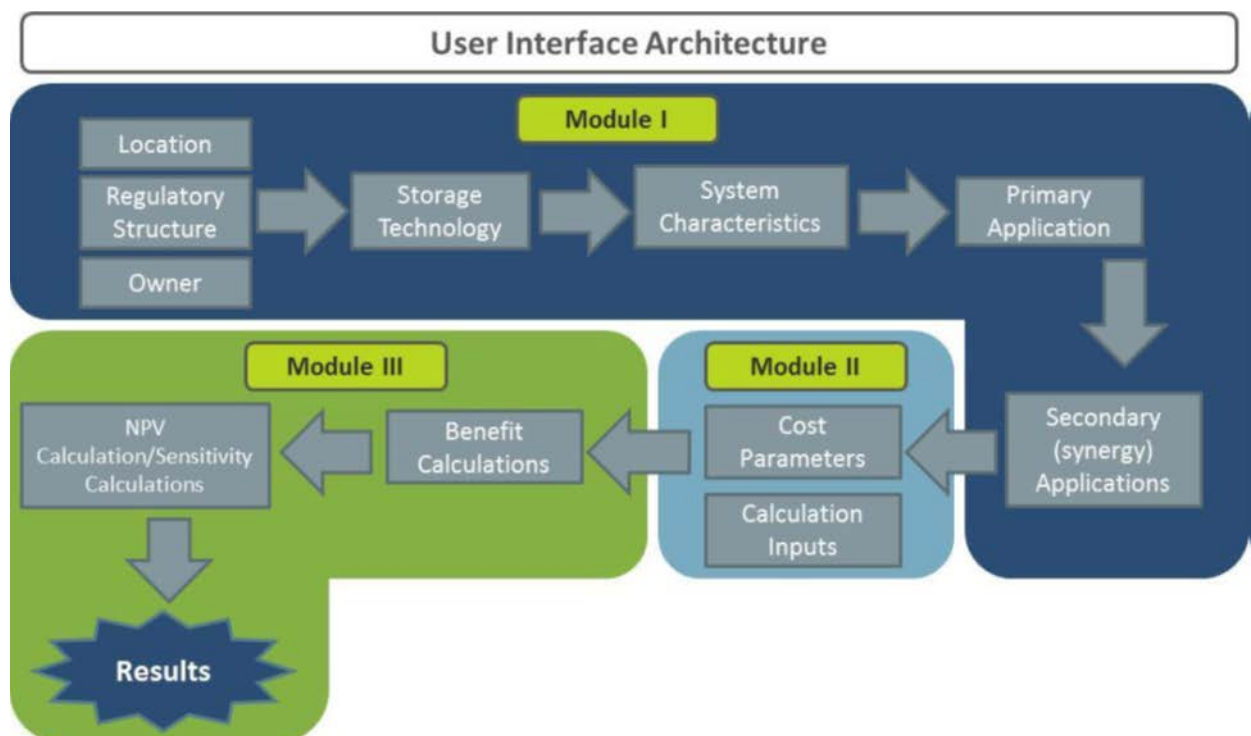 User Interface Architecture
Module I
Location
Regulatory
Structure
Owner
Storage
Technology
System
Characteristics
Primary
Application
Secondary
(synergy)
Applications
Module II
Cost
Parameters
Calculation
Inputs
Module III
Benefit
Calculations
NPV
Calculation/Sensitivity
Calculations
Results